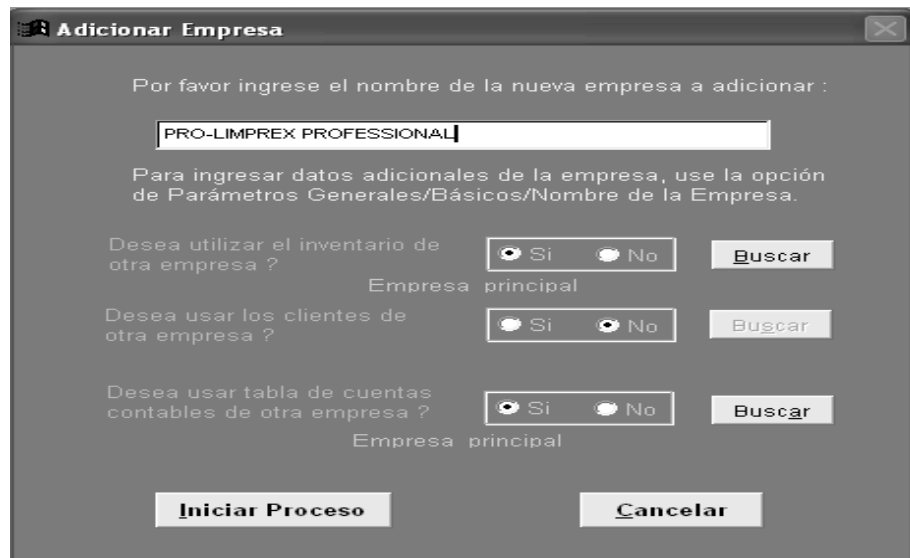 Adicionar Empresa
Por favor ingrese el nombre de la nueva empresa a adicionar :
PRO-LIMPREX PROFESSIONAL
Para ingresar datos adicionales de la empresa, use la opción
de Parámetros Generales/Básicos/Nombre de la Empresa.
Desea utilizar el inventario de
otra empresa ?
Si No
Buscar
Empresa principal
Desea usar los clientes de
otra empresa ?
Si No
Buscar
Desea usar tabla de cuentas
contables de otra empresa ?
Si No
Buscar
Empresa principal
Iniciar Proceso
Cancelar